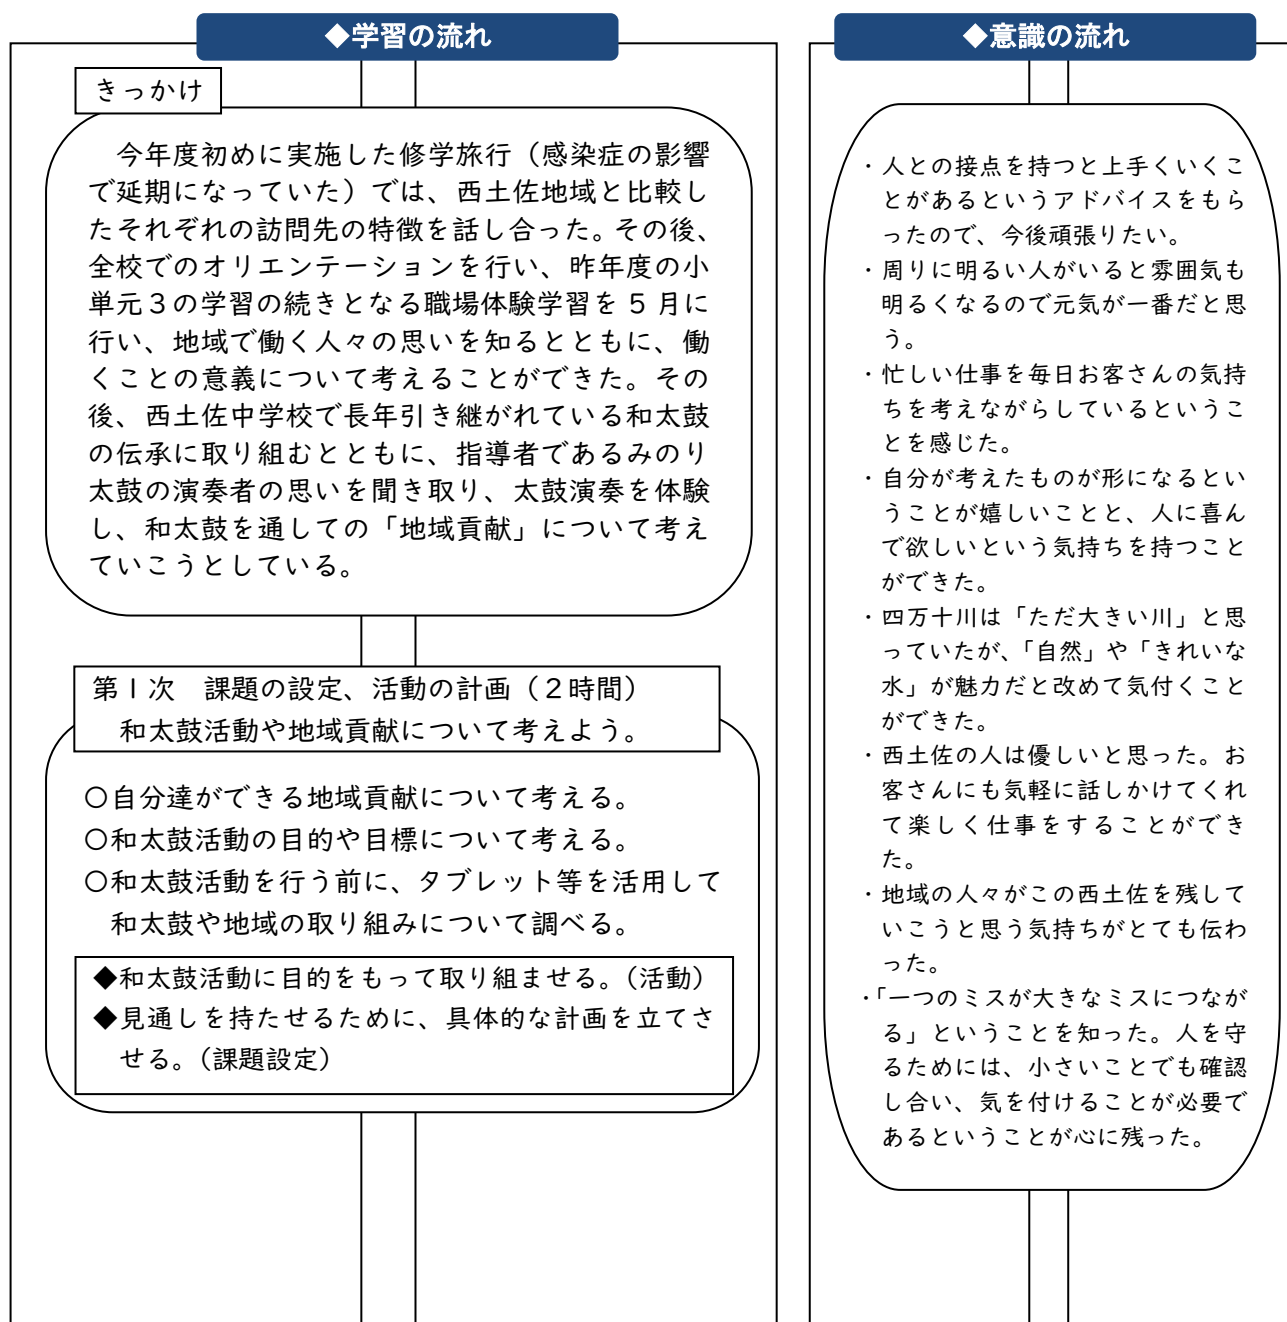 ◆学習の流れ
きっかけ
今年度初めに実施した修学旅行（感染症の影響
で延期になっていた）では、西土佐地域と比較し
たそれぞれの訪問先の特徴を話し合った。その後、
全校でのオリエンテーションを行い、昨年度の小
単元３の学習の続きとなる職場体験学習を 5 月に
行い、地域で働く人々の思いを知るとともに、働
くことの意義について考えることができた。その
後、西土佐中学校で長年引き継がれている和太鼓
の伝承に取り組むとともに、指導者であるみのり
太鼓の演奏者の思いを聞き取り、太鼓演奏を体験
し、和太鼓を通しての「地域貢献」について考え
ていこうとしている。
第１次　課題の設定、活動の計画（２時間）
和太鼓活動や地域貢献について考えよう。
〇自分達ができる地域貢献について考える。
〇和太鼓活動の目的や目標について考える。
〇和太鼓活動を行う前に、タブレット等を活用して
和太鼓や地域の取り組みについて調べる。
◆和太鼓活動に目的をもって取り組ませる。（活動）
◆見通しを持たせるために、具体的な計画を立てさ
せる。（課題設定）
◆意識の流れ
・人との接点を持つと上手くいくこ
とがあるというアドバイスをもら
ったので、今後頑張りたい。
・周りに明るい人がいると雰囲気も
明るくなるので元気が一番だと思
う。
・忙しい仕事を毎日お客さんの気持
ちを考えながらしているというこ
とを感じた。
・自分が考えたものが形になるとい
うことが嬉しいことと、人に喜ん
で欲しいという気持ちを持つこと
ができた。
・四万十川は「ただ大きい川」と思
っていたが、「自然」や「きれいな
水」が魅力だと改めて気付くこと
ができた。
・西土佐の人は優しいと思った。お
客さんにも気軽に話しかけてくれ
て楽しく仕事をすることができ
た。
・地域の人々がこの西土佐を残して
いこうと思う気持ちがとても伝わ
った。
・「一つのミスが大きなミスにつなが
る」ということを知った。人を守
るためには、小さいことでも確認
し合い、気を付けることが必要で
あるということが心に残った。